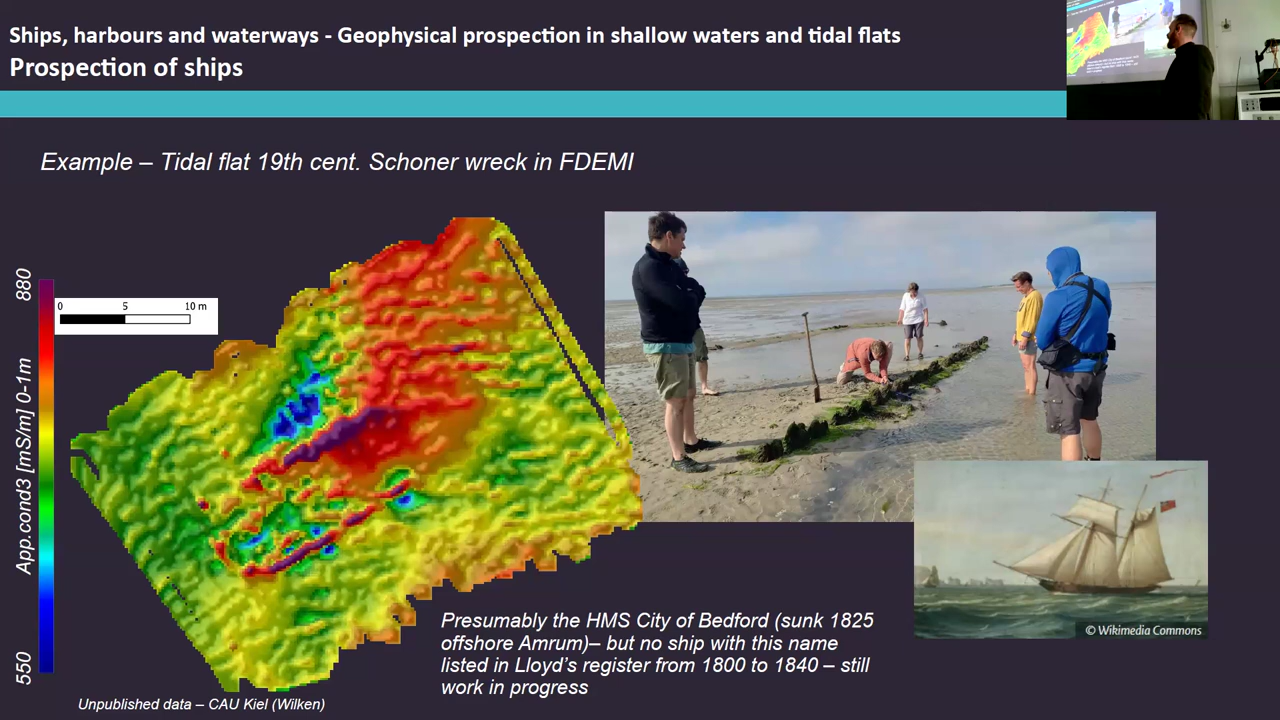 Ships, harbours and waterways - Geophysical prospection in shallow waters and tidal flats
Prospection of ships
Example – Tidal flat 19th cent. Schoner wreck in FDEMI
880
App.cond3 [mS/m] 0-1m
550
0 5 10 m
© Wikimedia Commons
Presumably the HMS City of Bedford (sunk 1825
offshore Amrum)– but no ship with this name
listed in Lloyd's register from 1800 to 1840 – still
work in progress
Unpublished data – CAU Kiel (Wilken)